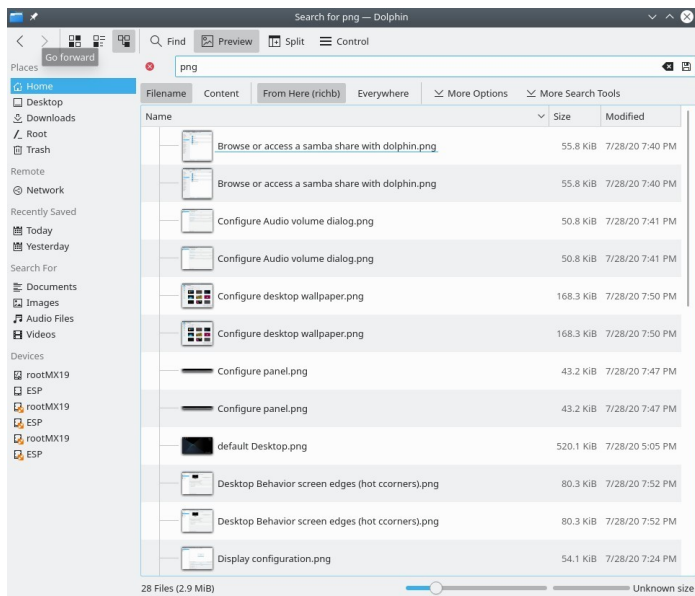 Search for png — Dolphin
Find Preview Split Control
Go forward
Places
Home
Desktop
Downloads
Root
Trash
Remote
Network
Recently Saved
Today
Yesterday
Search For
Documents
Images
Audio Files
Videos
Devices
rootMX19
ESP
rootMX19
ESP
rootMX19
ESP
png
Filename Content From Here (richb) Everywhere More Options More Search Tools
Name Size Modified
Browse or access a samba share with dolphin.png 55.8 KiB 7/28/20 7:40 PM
Browse or access a samba share with dolphin.png 55.8 KiB 7/28/20 7:40 PM
Configure Audio volume dialog.png 50.8 KiB 7/28/20 7:41 PM
Configure Audio volume dialog.png 50.8 KiB 7/28/20 7:41 PM
Configure desktop wallpaper.png 168.3 KiB 7/28/20 7:50 PM
Configure desktop wallpaper.png 168.3 KiB 7/28/20 7:50 PM
Configure panel.png 43.2 KiB 7/28/20 7:47 PM
Configure panel.png 43.2 KiB 7/28/20 7:47 PM
default Desktop.png 520.1 KiB 7/28/20 5:05 PM
Desktop Behavior screen edges (hot ccorners).png 80.3 KiB 7/28/20 7:52 PM
Desktop Behavior screen edges (hot ccorners).png 80.3 KiB 7/28/20 7:52 PM
Display configuration.png 54.1 KiB 7/28/20 7:24 PM
28 Files (2.9 MiB) Unknown size